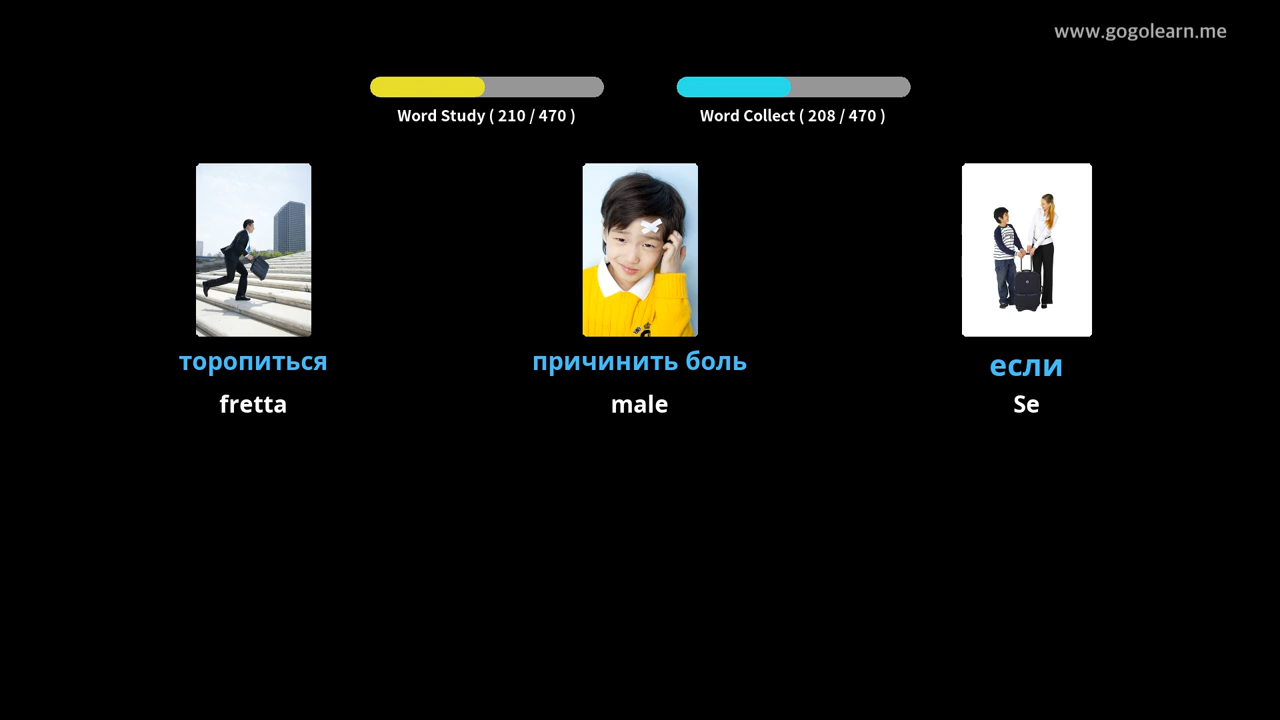 www.gogolearn.me
Word Study ( 210 / 470 )
Word Collect ( 208 / 470 )
торопиться
причинить боль
если
fretta
male
Se